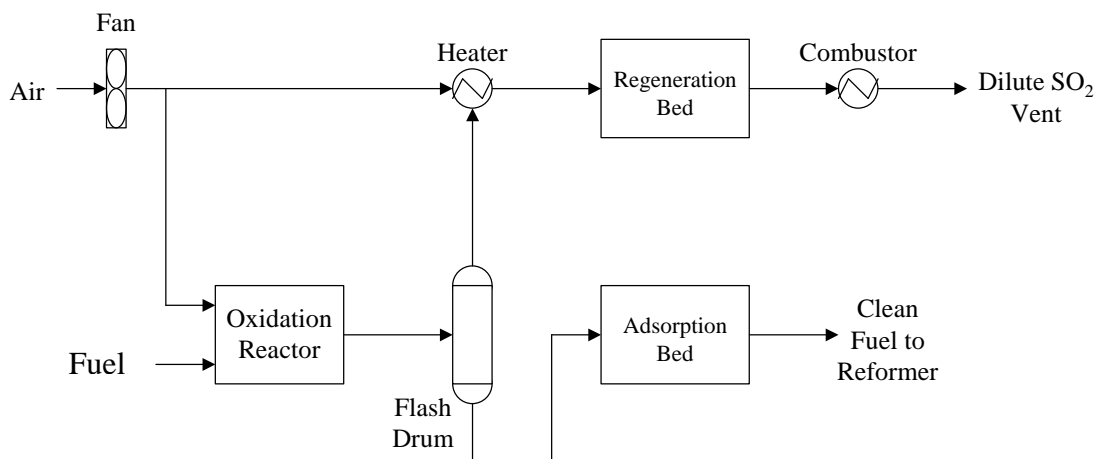 Fan
Air
Heater
Regeneration
Bed
Combustor
Dilute SO₂
Vent
Fuel
Oxidation
Reactor
Flash
Drum
Adsorption
Bed
Clean
Fuel to
Reformer